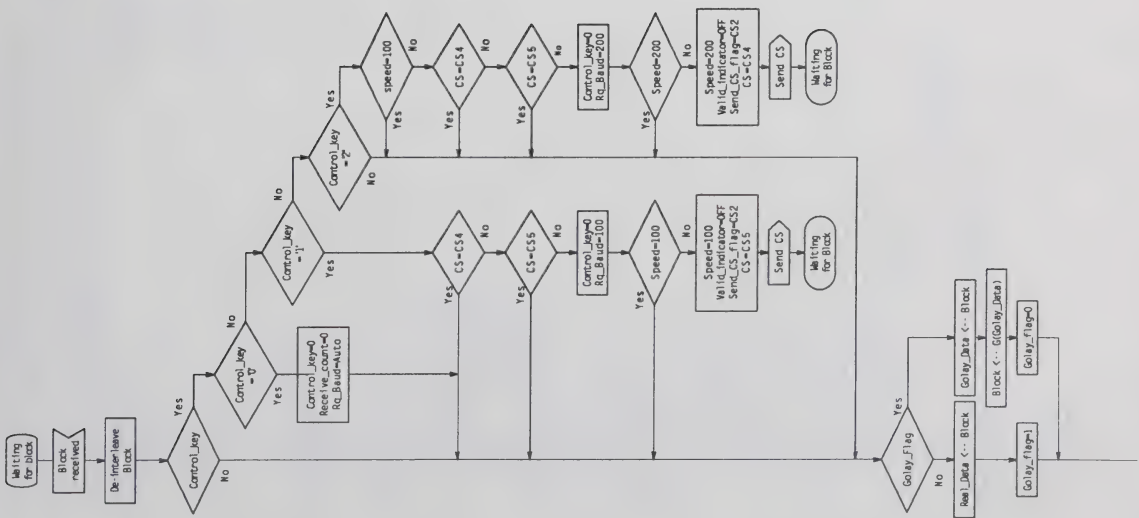 Waiting
for block
Block
received
De-interleave
Block
Control_key
Yes
No
Control_key
='0'
No
Yes
Control_key=0
Receive_count=0
Rq_Baud=Auto
Control_key
='1'
No
Yes
CS=CS4
Yes
No
CS=CS5
Yes
No
Control_key=0
Rq_Baud=100
Speed=100
Yes
No
Speed=100
Valid_indicator=OFF
Send_CS_flag=CS2
CS=CS5
Send CS
Waiting
for Block
Control_key
='2'
Yes
No
speed=100
No
Yes
CS=CS4
No
Yes
CS=CS5
No
Yes
Control_key=0
Rq_Baud=200
Speed=200
No
Yes
Speed=200
Valid_indicator=OFF
Send_CS_flag=CS2
CS=CS4
Send CS
Waiting
for Block
Golay_Flag
Yes
No
Real_Data <-- Block
Golay_flag=1
Golay_Data <-- Block
Block <-- G(Golay_Data)
Golay_flag=0